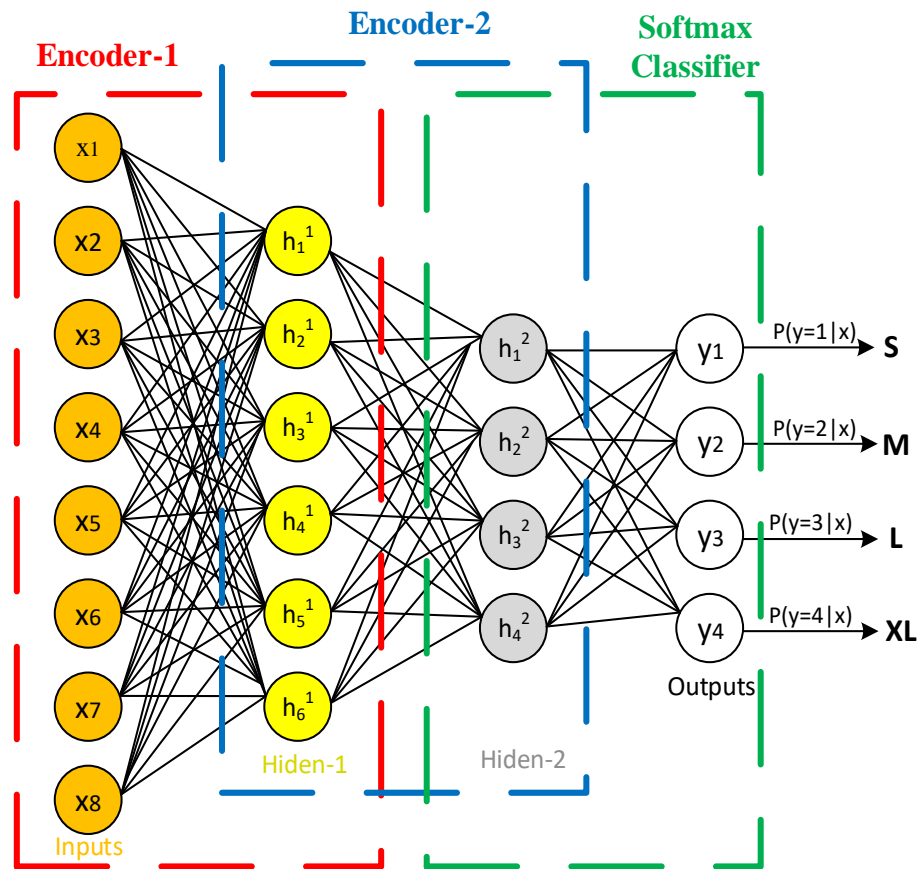 Encoder-1
Encoder-2
Softmax
Classifier
x1
x2
x3
x4
x5
x6
x7
x8
Inputs
h₁¹
h₂¹
h₃¹
h₄¹
h₅¹
h₆¹
Hiden-1
h₁²
h₂²
h₃²
h₄²
Hiden-2
y1
y2
y3
y4
Outputs
P(y=1|x) S
P(y=2|x) M
P(y=3|x) L
P(y=4|x) XL